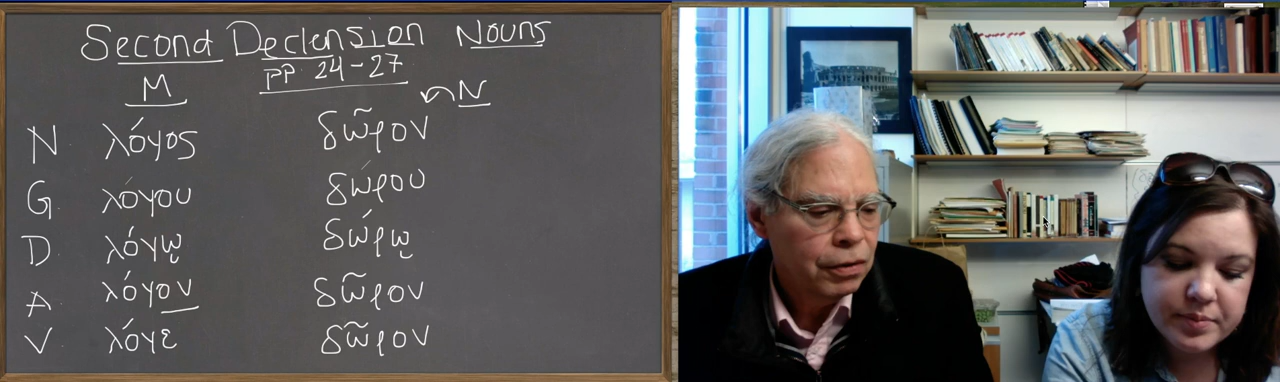 Second Declension Nouns
pp 24-27
M N
N λόγος δῶρον
G λόγου δώρου
D λόγῳ δώρῳ
A λόγον δῶρον
V λόγε δῶρον